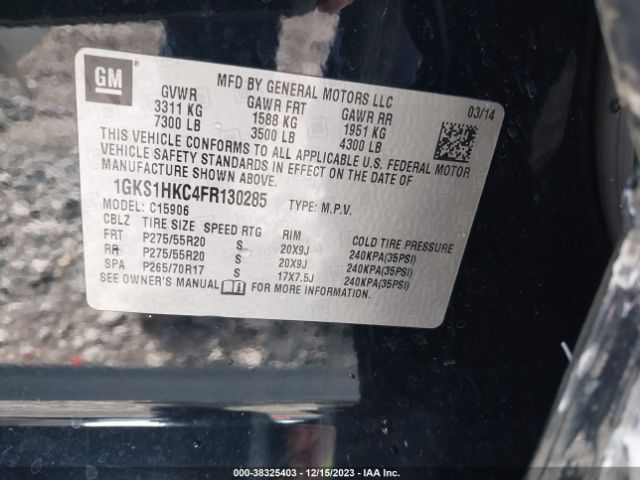 GM
MFD BY GENERAL MOTORS LLC
03/14
GVWR GAWR FRT GAWR RR
3311 KG 1588 KG 1951 KG
7300 LB 3500 LB 4300 LB
THIS VEHICLE CONFORMS TO ALL APPLICABLE U.S. FEDERAL MOTOR
VEHICLE SAFETY STANDARDS IN EFFECT ON THE DATE OF
MANUFACTURE SHOWN ABOVE.
1GKS1HKC4FR130285 TYPE: M.P.V.
MODEL: C15906
CBLZ TIRE SIZE SPEED RTG RIM COLD TIRE PRESSURE
FRT P275/55R20 S 20X9J 240KPA(35PSI)
RR P275/55R20 S 20X9J 240KPA(35PSI)
SPA P265/70R17 S 17X7.5J 240KPA(35PSI)
SEE OWNER'S MANUAL FOR MORE INFORMATION.
000-38325403 - 12/15/2023 - IAA Inc.